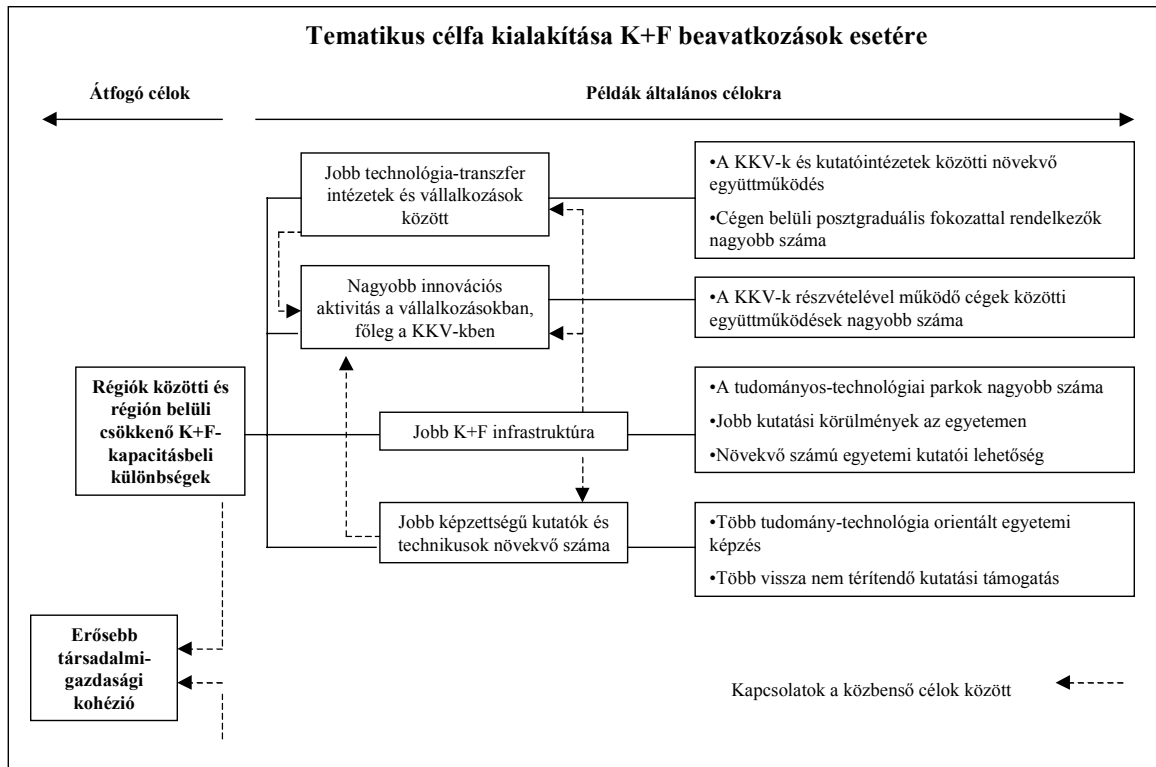 Tematikus célfa kialakítása K+F beavatkozások esetére
Átfogó célok
Példák általános célokra
Jobb technológia-transzfer
intézetek és vállalkozások
között
•A KKV-k és kutatóintézetek közötti növekvő
együttműködés
•Cégen belüli posztgraduális fokozattal rendelkezők
nagyobb száma
Nagyobb innovációs
aktivitás a vállalkozásokban,
főleg a KKV-kben
•A KKV-k részvételével működő cégek közötti
együttműködések nagyobb száma
Régiók közötti és
régión belüli
csökkenő K+F-
kapacitásbeli
különbségek
Jobb K+F infrastruktúra
•A tudományos-technológiai parkok nagyobb száma
•Jobb kutatási körülmények az egyetemen
•Növekvő számú egyetemi kutatói lehetőség
Jobb képzettségű kutatók és
technikusok növekvő száma
•Több tudomány-technológia orientált egyetemi
képzés
•Több vissza nem térítendő kutatási támogatás
Erősebb
társadalmi-
gazdasági
kohézió
Kapcsolatok a közbenső célok között